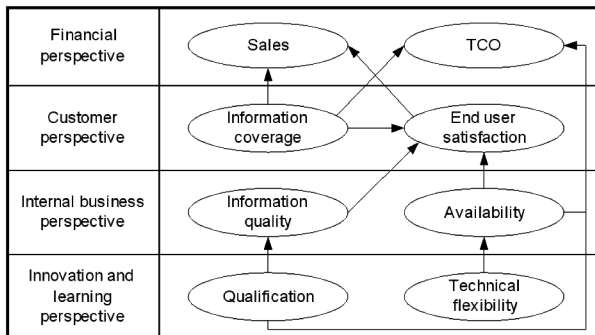 Financial
perspective
Sales
TCO
Customer
perspective
Information
coverage
End user
satisfaction
Internal business
perspective
Information
quality
Availability
Innovation and
learning
perspective
Qualification
Technical
flexibility